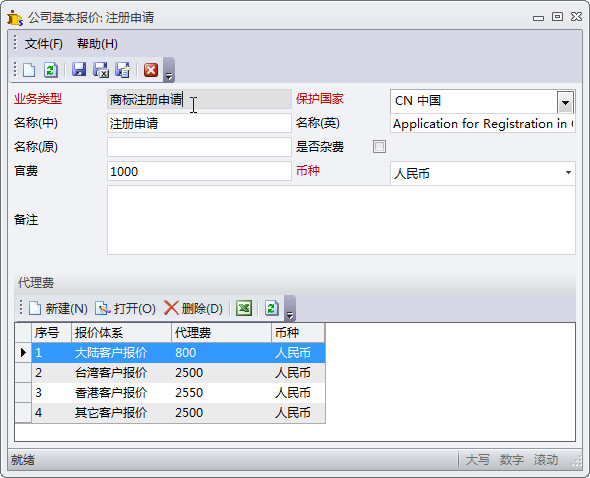 公司基本报价: 注册申请
文件(F) 帮助(H)
业务类型 商标注册申请 保护国家 CN 中国
名称(中) 注册申请 名称(英) Application for Registration in
名称(原) 是否杂费
官费 1000 币种 人民币
备注
代理费
新建(N) 打开(O) 删除(D)
序号 报价体系 代理费 币种
1 大陆客户报价 800 人民币
2 台湾客户报价 2500 人民币
3 香港客户报价 2550 人民币
4 其它客户报价 2500 人民币
就绪 大写 数字 滚动